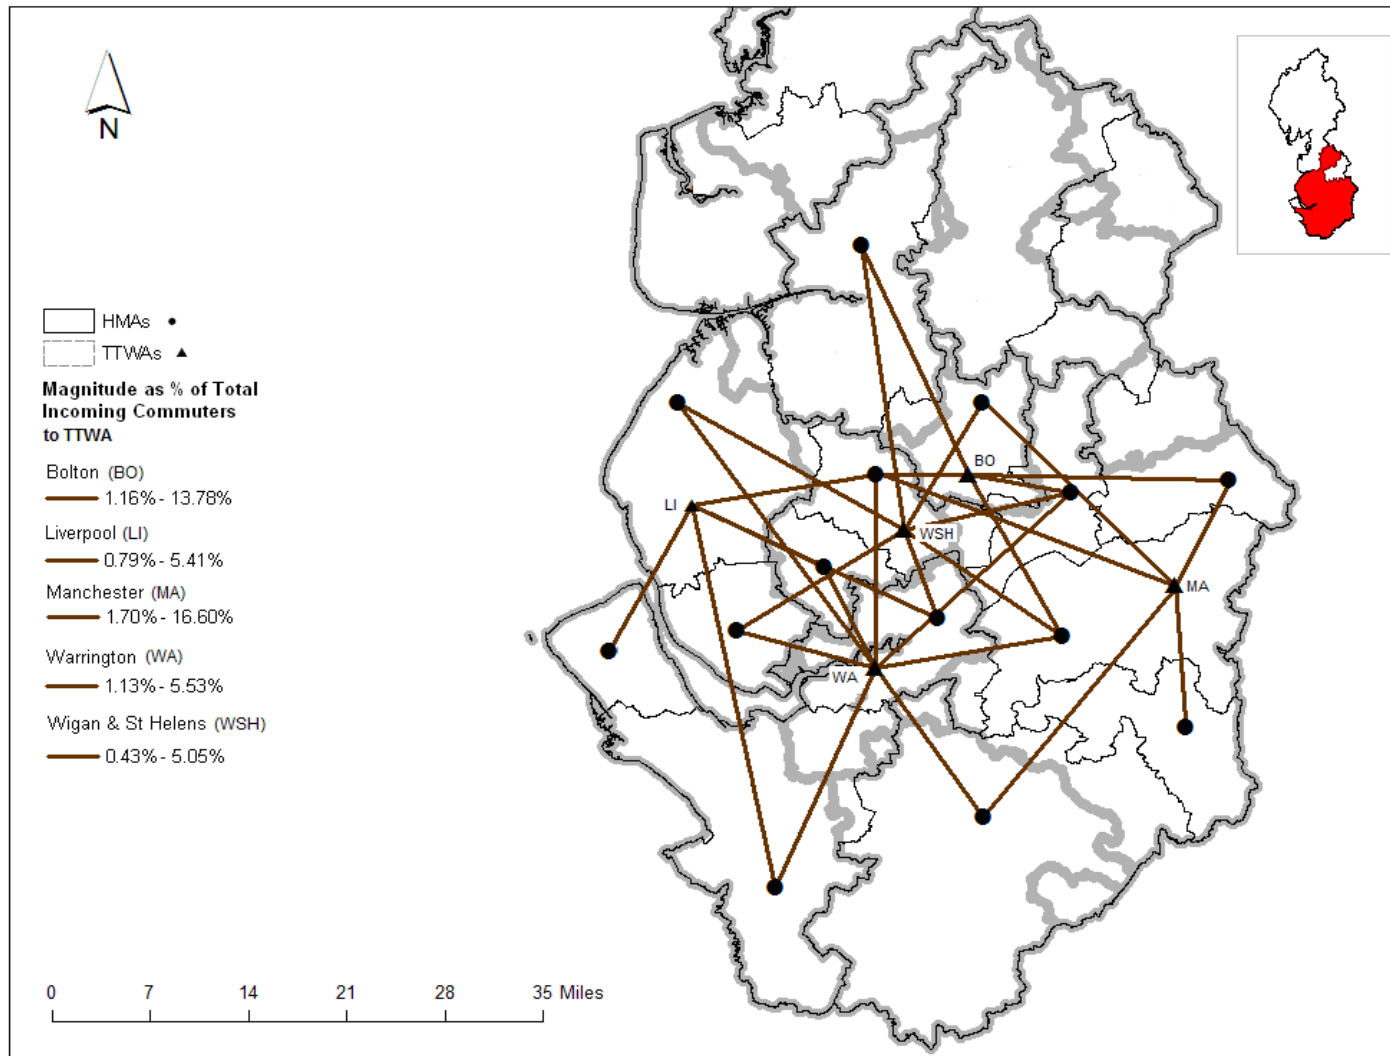 N
HMAs
TTWAs
Magnitude as % of Total
Incoming Commuters
to TTWA
Bolton (BO)
1.16% - 13.78%
Liverpool (LI)
0.79% - 5.41%
Manchester (MA)
1.70% - 16.60%
Warrington (WA)
1.13% - 5.53%
Wigan & St Helens (WSH)
0.43% - 5.05%
BO
LI
WSH
MA
WA
0 7 14 21 28 35 Miles